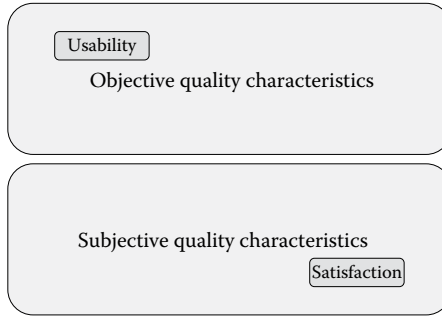 Usability
Objective quality characteristics
Subjective quality characteristics
Satisfaction